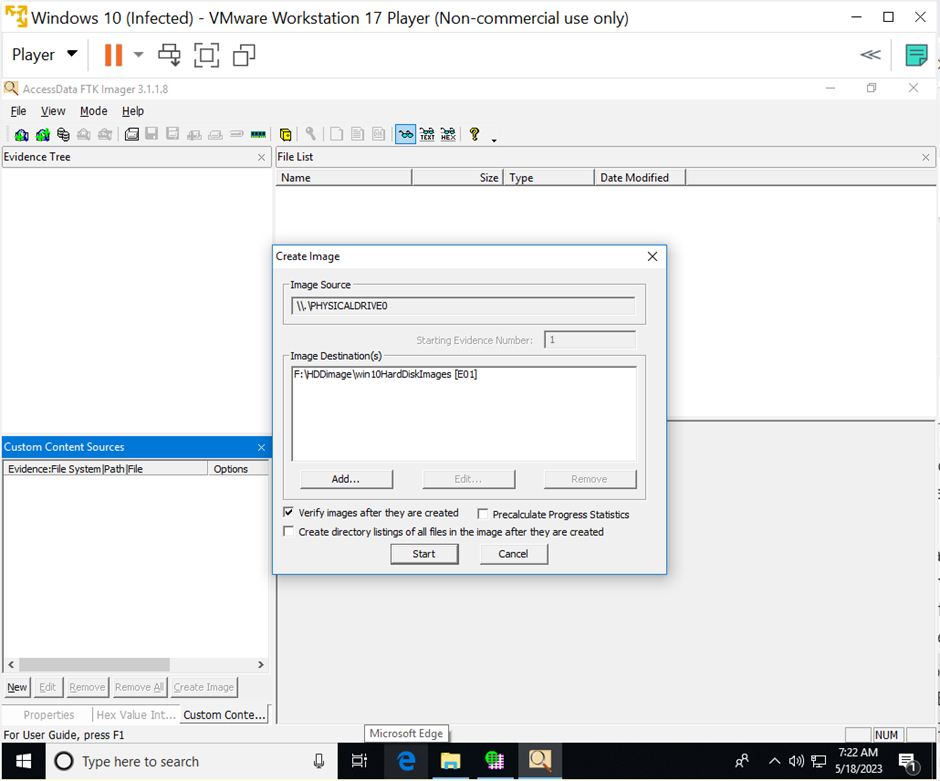 Windows 10 (Infected) - VMware Workstation 17 Player (Non-commercial use only)
Player
AccessData FTK Imager 3.1.1.8
File View Mode Help
TEXT HEX
Evidence Tree
File List
Name Size Type Date Modified
Create Image
Image Source
\\.\PHYSICALDRIVE0
Starting Evidence Number: 1
Image Destination(s)
F:\HDDimage\win10HardDiskImages [E01]
Add... Edit... Remove
Verify images after they are created Precalculate Progress Statistics
Create directory listings of all files in the image after they are created
Start Cancel
Custom Content Sources
Evidence:File System|Path|File Options
New Edit Remove Remove All Create Image
Properties Hex Value Int... Custom Conte...
For User Guide, press F1
NUM
Microsoft Edge
Type here to search
7:22 AM
5/18/2023
1